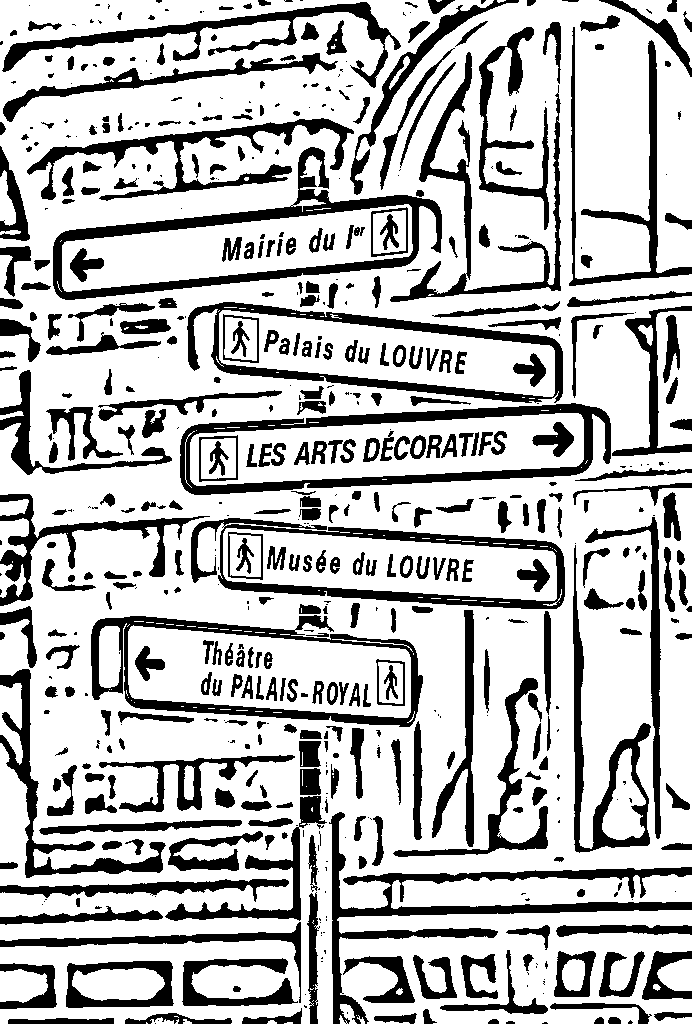 Mairie du Ier
Palais du LOUVRE
LES ARTS DÉCORATIFS
Musée du LOUVRE
Théâtre
du PALAIS-ROYAL